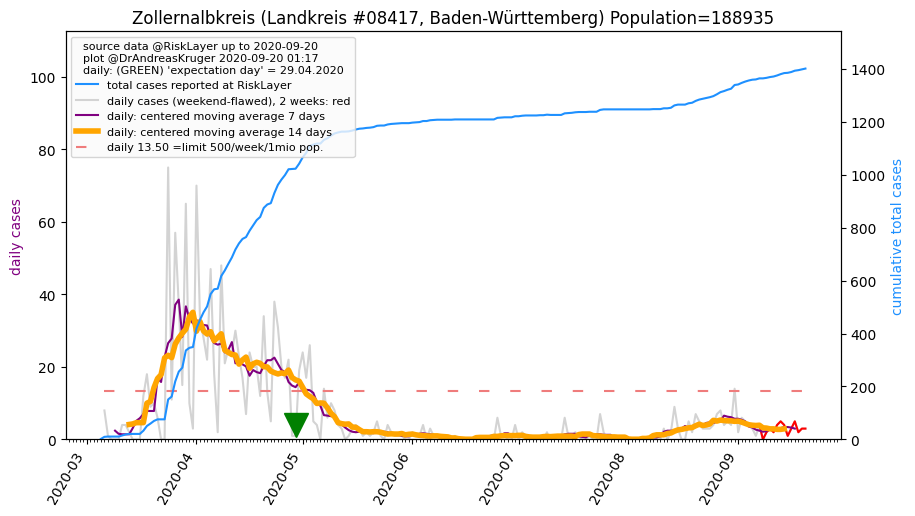 Zollernalbkreis (Landkreis #08417, Baden-Württemberg) Population=188935
source data @RiskLayer up to 2020-09-20
plot @DrAndreasKruger 2020-09-20 01:17
daily: (GREEN) 'expectation day' = 29.04.2020
total cases reported at RiskLayer
daily cases (weekend-flawed), 2 weeks: red
daily: centered moving average 7 days
daily: centered moving average 14 days
daily 13.50 =limit 500/week/1mio pop.
daily cases
100
80
60
40
20
0
cumulative total cases
1400
1200
1000
800
600
400
200
0
2020-03
2020-04
2020-05
2020-06
2020-07
2020-08
2020-09